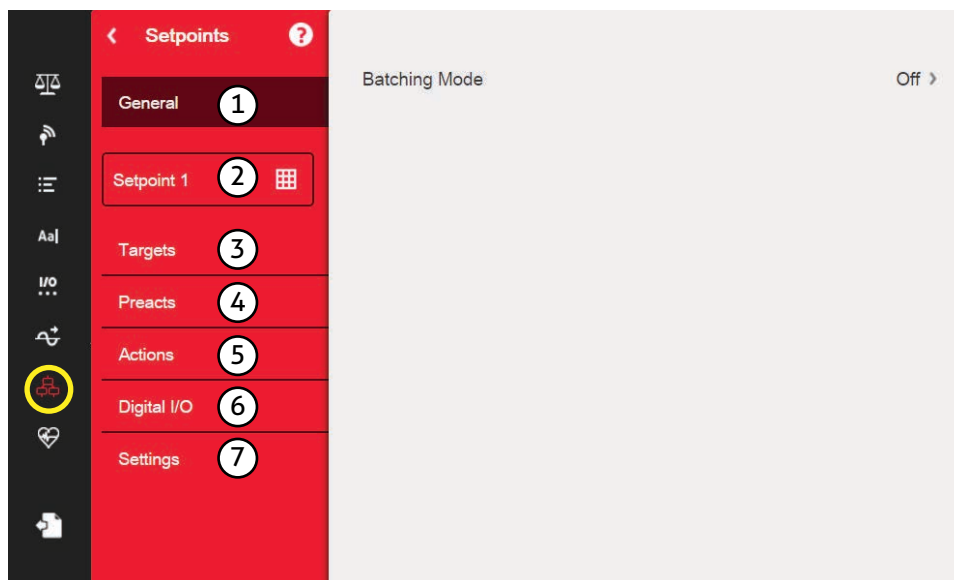 ‹ Setpoints ?
Batching Mode Off ›
General 1
Setpoint 1 2
Aa|
Targets 3
I/O
Preacts 4
Actions 5
Digital I/O 6
Settings 7